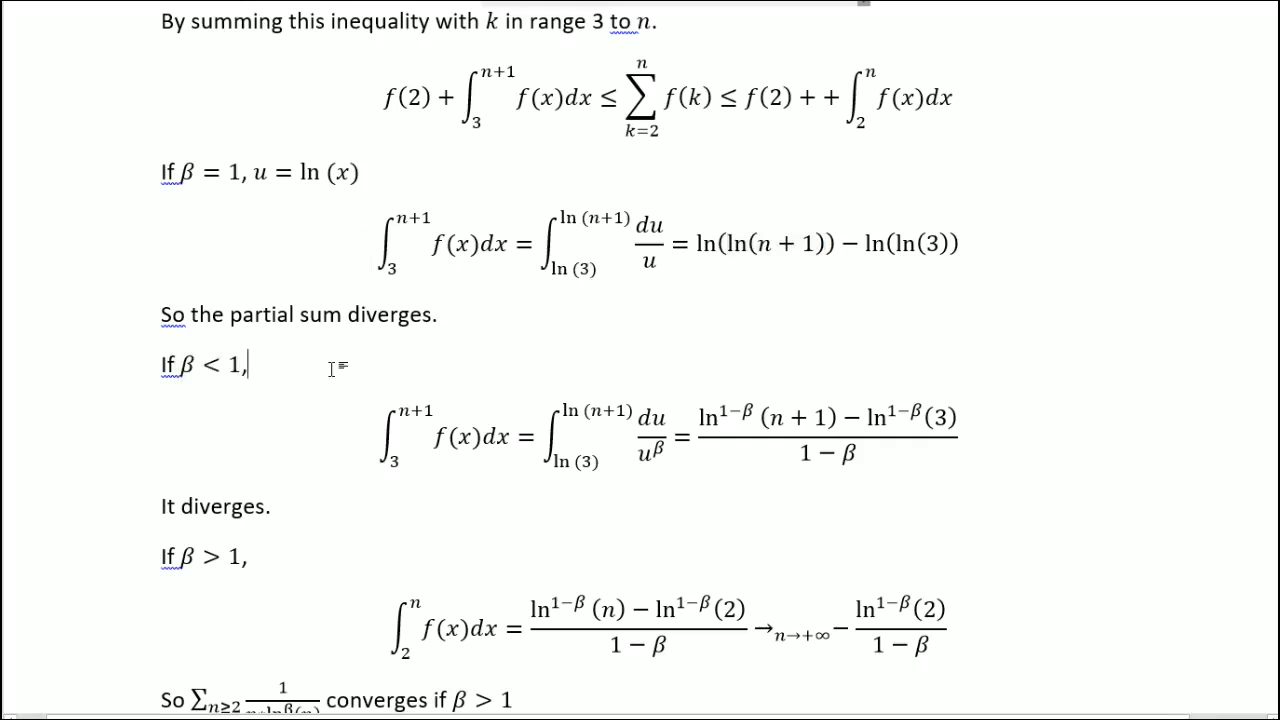 By summing this inequality with k in range 3 to n.
f(2) + ∫_3^{n+1} f(x)dx ≤ ∑_{k=2}^{n} f(k) ≤ f(2) + + ∫_2^n f(x)dx
If β = 1, u = ln (x)
∫_3^{n+1} f(x)dx = ∫_{ln (3)}^{ln (n+1)} du/u = ln(ln(n + 1)) − ln(ln(3))
So the partial sum diverges.
If β < 1,
∫_3^{n+1} f(x)dx = ∫_{ln (3)}^{ln (n+1)} du/u^β = (ln^{1−β} (n + 1) − ln^{1−β}(3))/(1 − β)
It diverges.
If β > 1,
∫_2^n f(x)dx = (ln^{1−β} (n) − ln^{1−β}(2))/(1 − β) →_{n→+∞} − ln^{1−β}(2)/(1 − β)
So ∑_{n≥2} 1/(n∗ln^β(n)) converges if β > 1